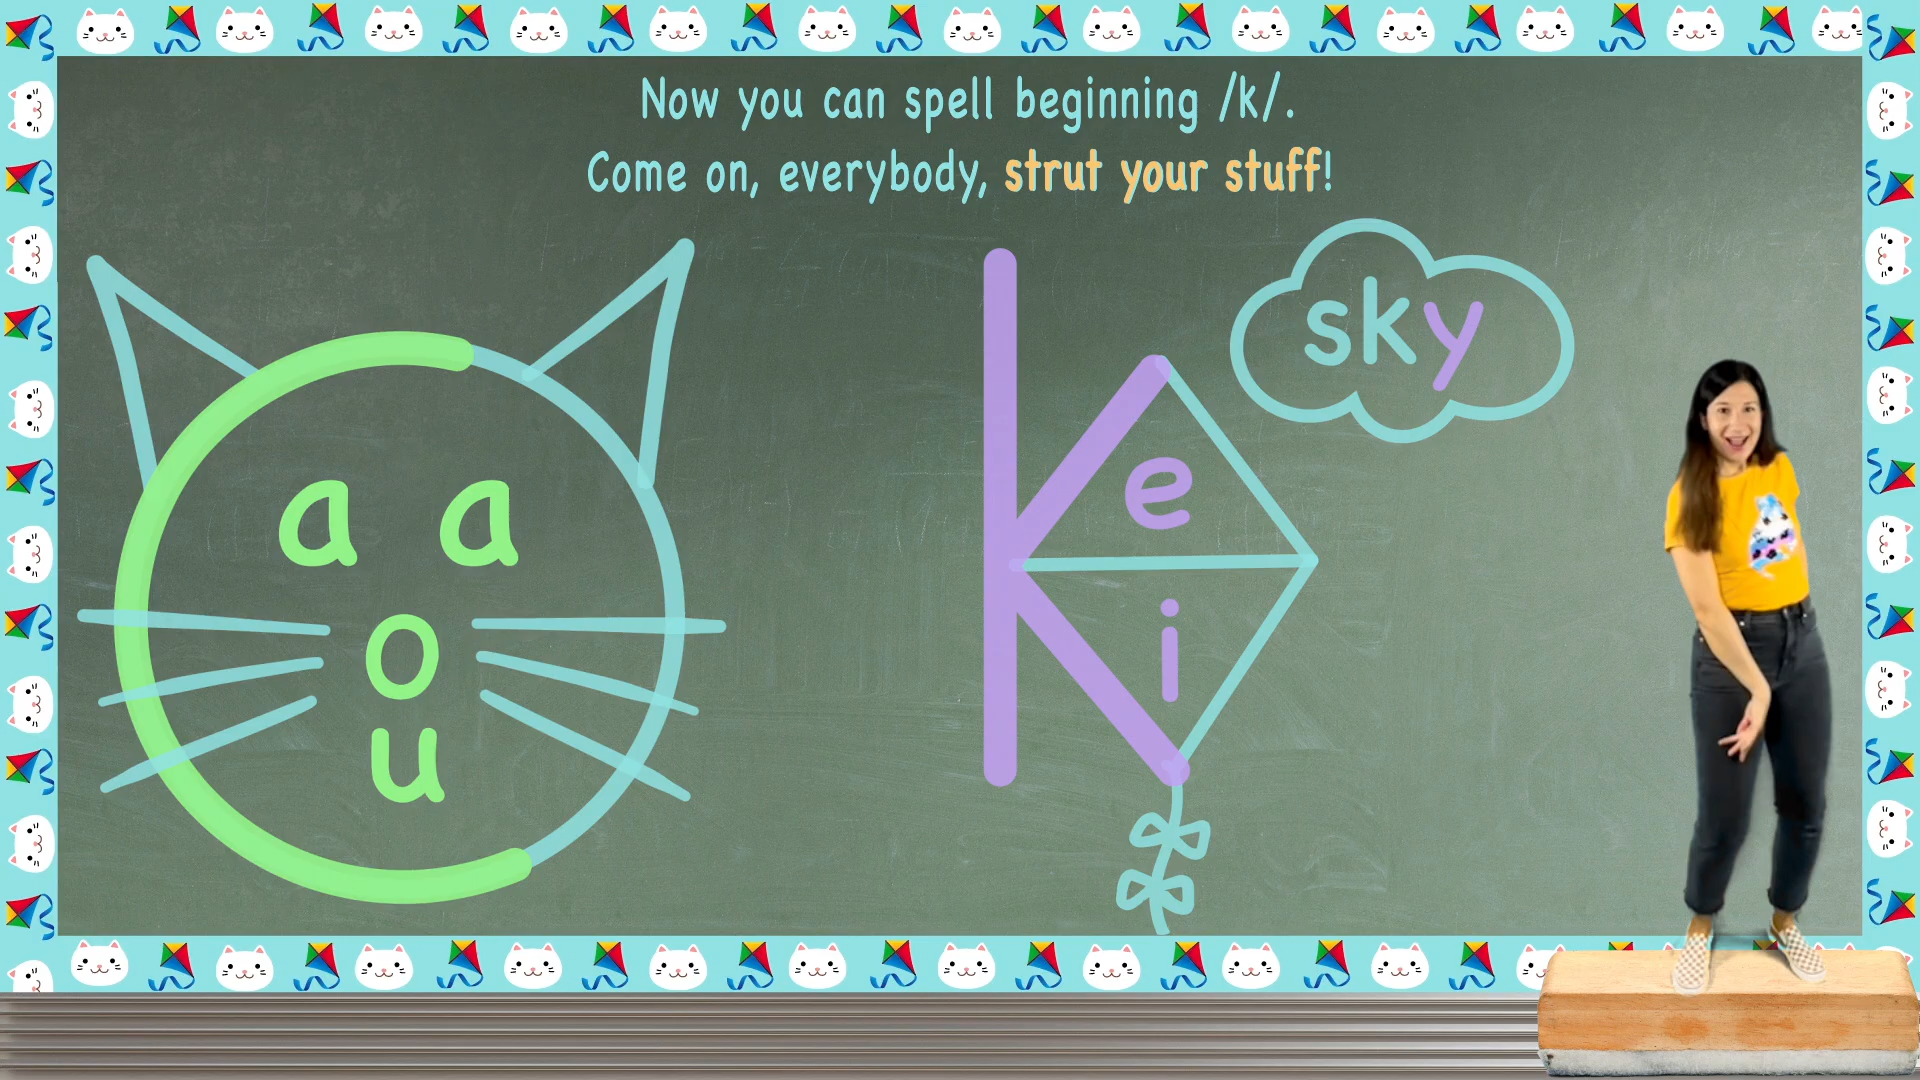 Now you can spell beginning /k/.
Come on, everybody, strut your stuff!
sky
a a
o
u
k
e
i